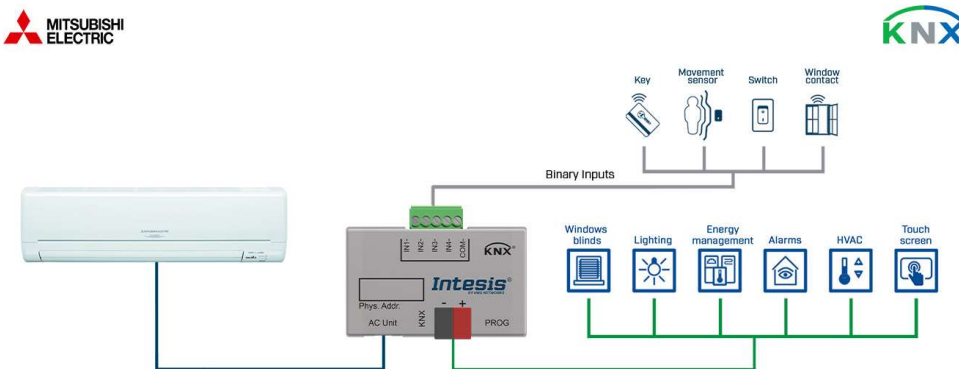 MITSUBISHI
ELECTRIC
KNX
Key
Movement
sensor
Switch
Window
contact
Binary Inputs
IN1-
IN2-
IN3-
IN4-
COM-
KNX®
Intesis®
Phys. Addr.
- +
AC Unit
KNX
PROG
Windows
blinds
Lighting
Energy
management
Alarms
HVAC
Touch
screen